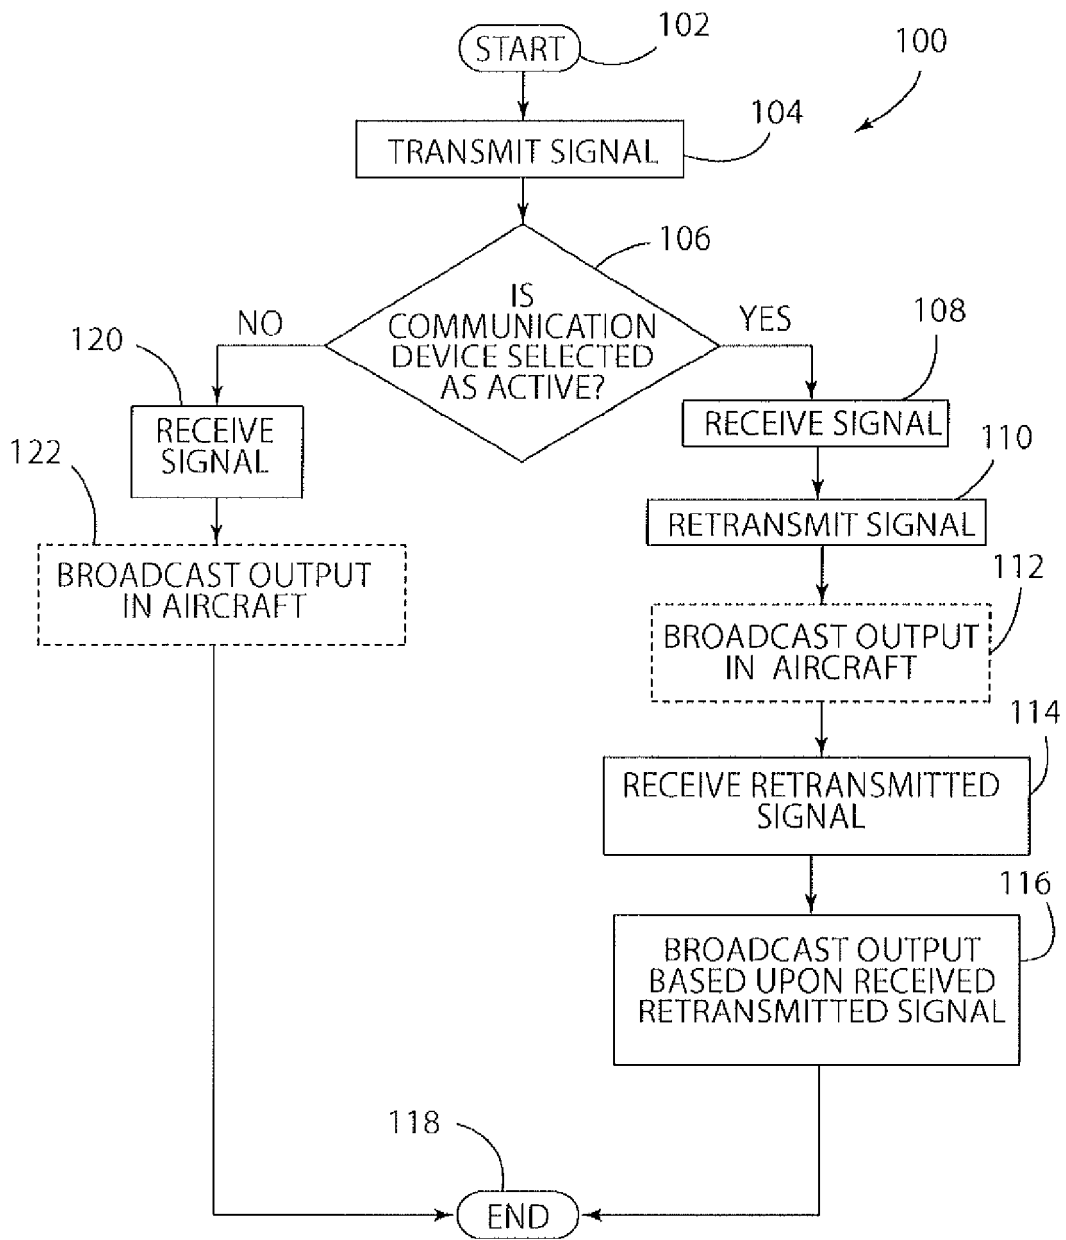 START
102
100
TRANSMIT SIGNAL
104
106
IS
COMMUNICATION
DEVICE SELECTED
AS ACTIVE?
NO
YES
120
RECEIVE
SIGNAL
108
RECEIVE SIGNAL
122
BROADCAST OUTPUT
IN AIRCRAFT
110
RETRANSMIT SIGNAL
112
BROADCAST OUTPUT
IN AIRCRAFT
114
RECEIVE RETRANSMITTED
SIGNAL
116
BROADCAST OUTPUT
BASED UPON RECEIVED
RETRANSMITTED SIGNAL
118
END